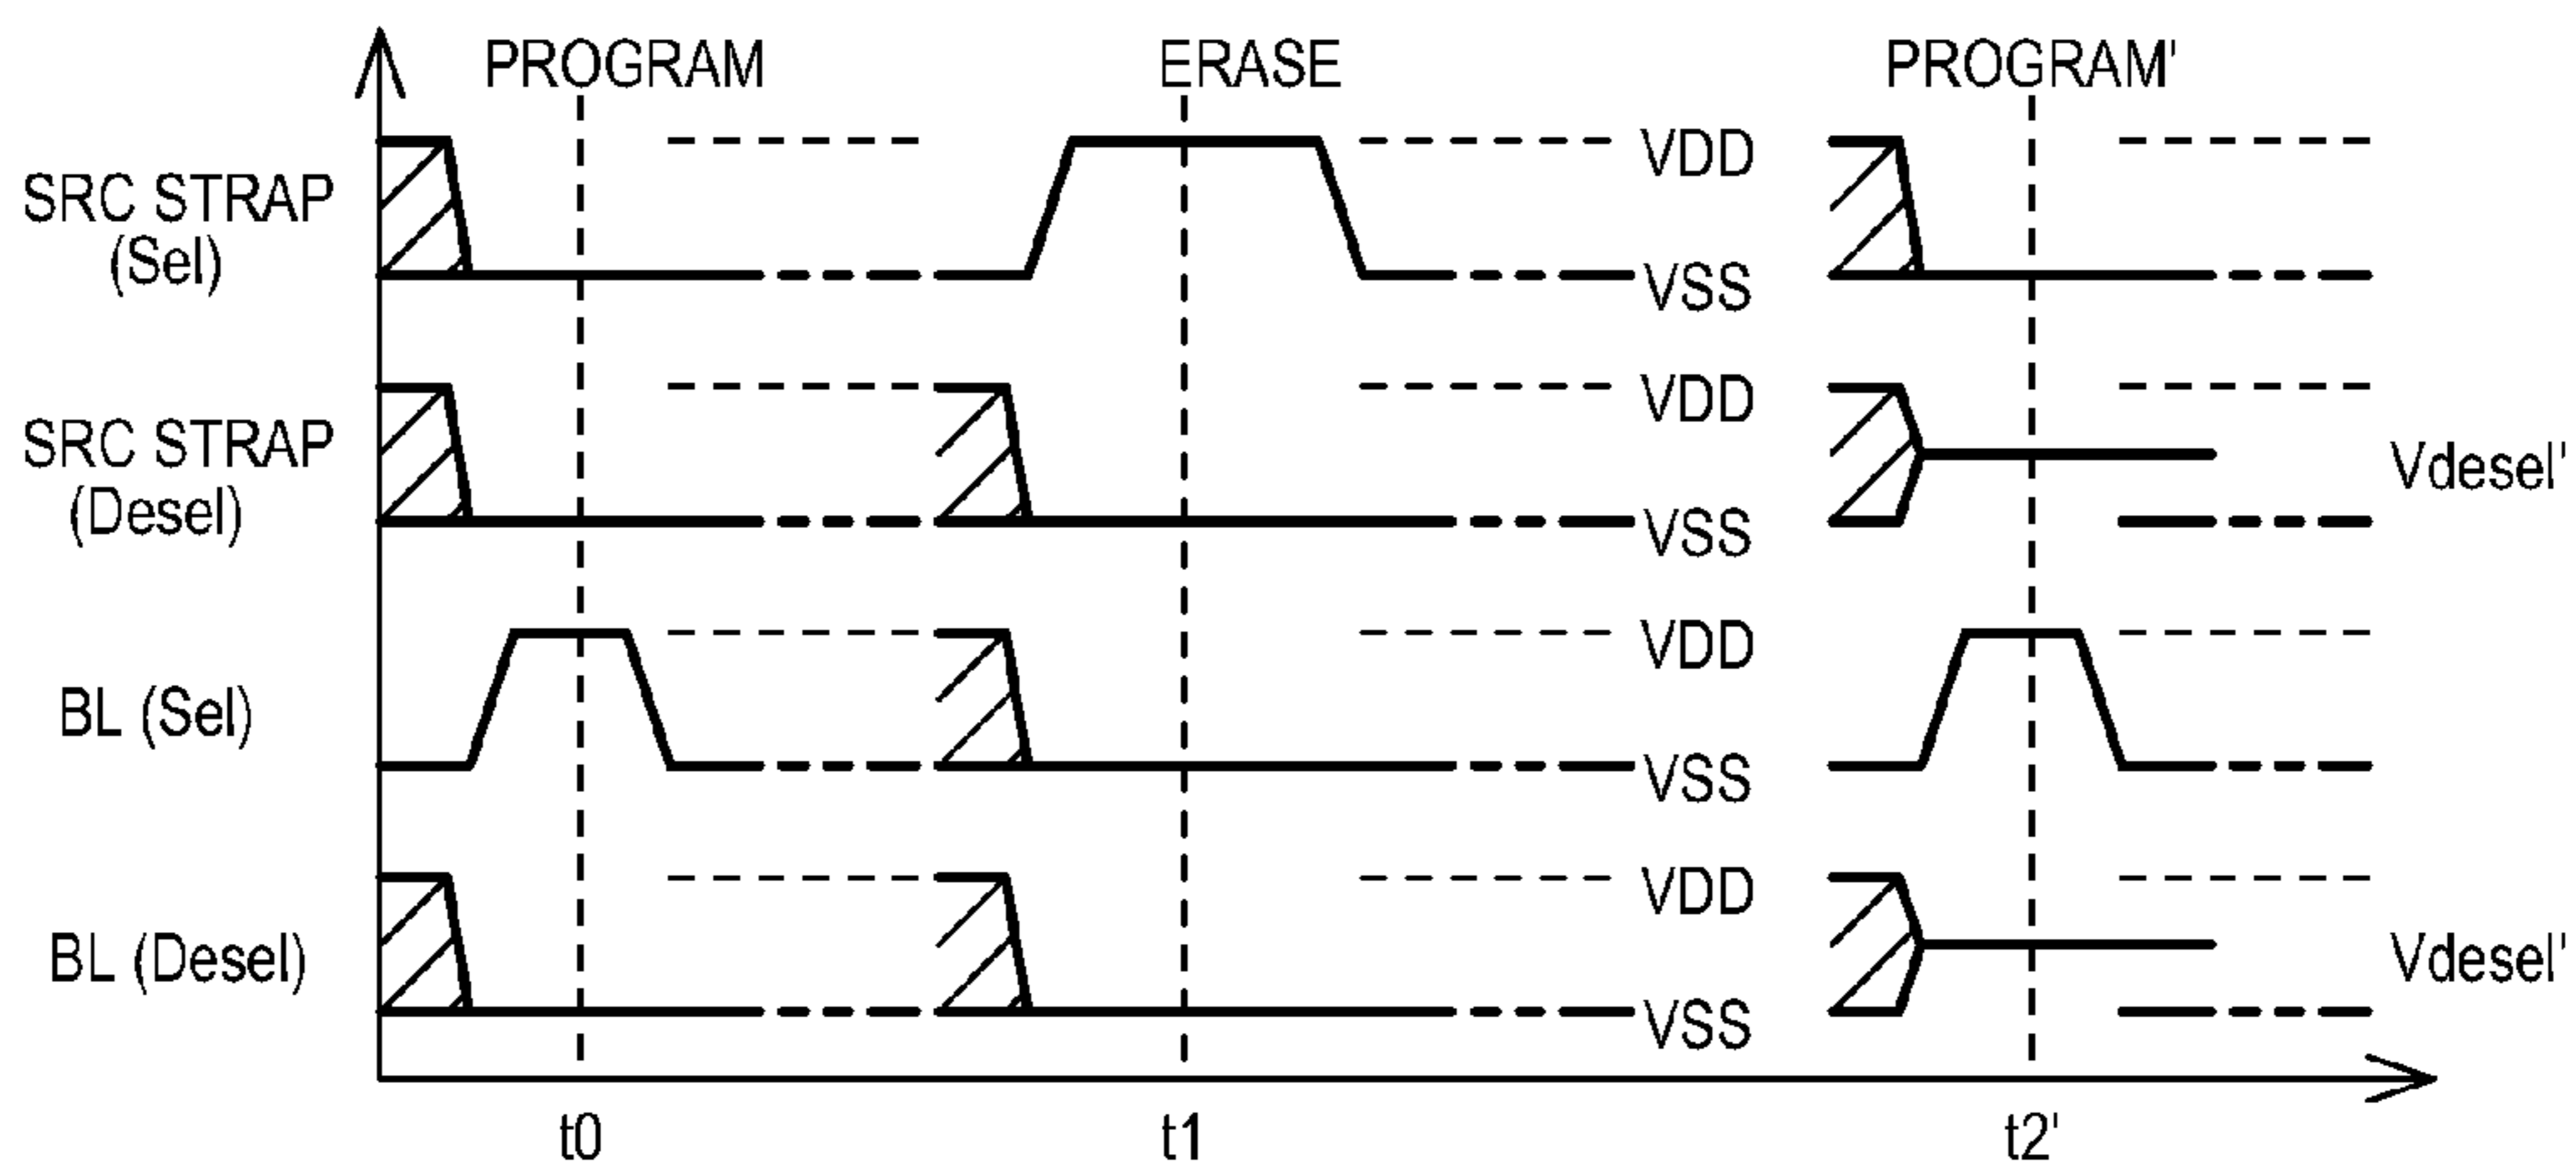 PROGRAM ERASE PROGRAM'
SRC STRAP
(Sel)
VDD
VSS
SRC STRAP
(Desel)
VDD
VSS
Vdesel'
BL (Sel)
VDD
VSS
BL (Desel)
VDD
VSS
Vdesel'
t0 t1 t2'